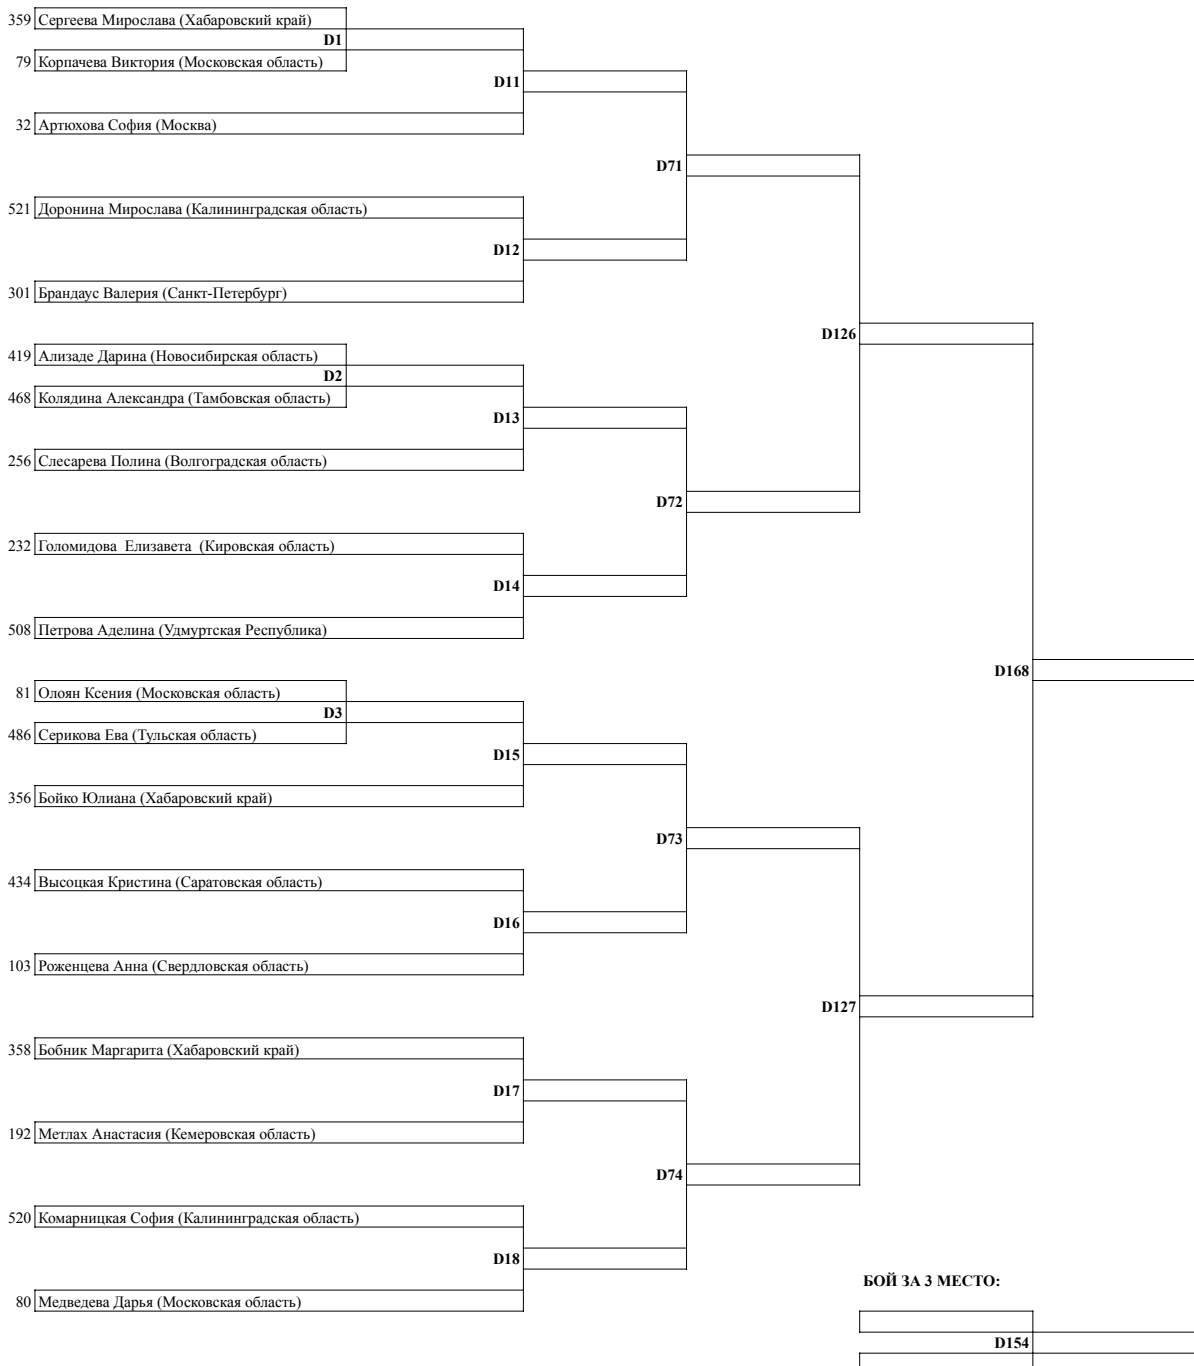 359 Сергеева Мирослава (Хабаровский край)
D1
79 Корпачева Виктория (Московская область)
D11
32 Артюхова София (Москва)
D71
521 Доронина Мирослава (Калининградская область)
D12
301 Брандаус Валерия (Санкт-Петербург)
D126
419 Ализаде Дарина (Новосибирская область)
D2
468 Колядина Александра (Тамбовская область)
D13
256 Слесарева Полина (Волгоградская область)
D72
232 Голомидова  Елизавета  (Кировская область)
D14
508 Петрова Аделина (Удмуртская Республика)
D168
81 Олоян Ксения (Московская область)
D3
486 Серикова Ева (Тульская область)
D15
356 Бойко Юлиана (Хабаровский край)
D73
434 Высоцкая Кристина (Саратовская область)
D16
103 Роженцева Анна (Свердловская область)
D127
358 Бобник Маргарита (Хабаровский край)
D17
192 Метлах Анастасия (Кемеровская область)
D74
520 Комарницкая София (Калининградская область)
D18
БОЙ ЗА 3 МЕСТО:
80 Медведева Дарья (Московская область)
D154